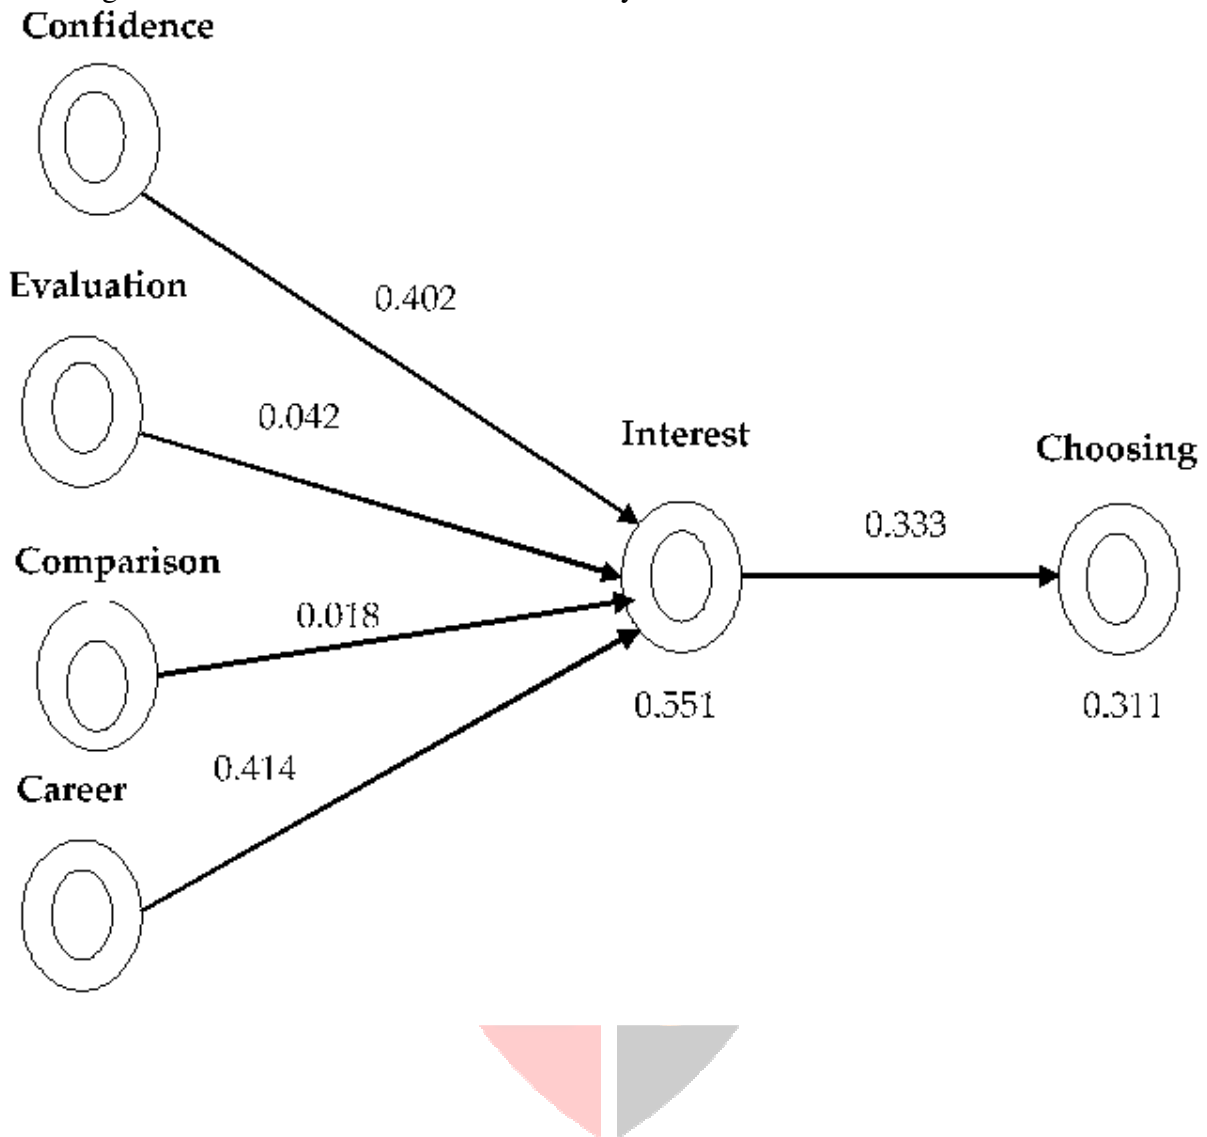 Confidence
Evaluation
0.402
0.042
Interest
Choosing
0.333
Comparison
0.018
0.351
0.311
0.414
Career